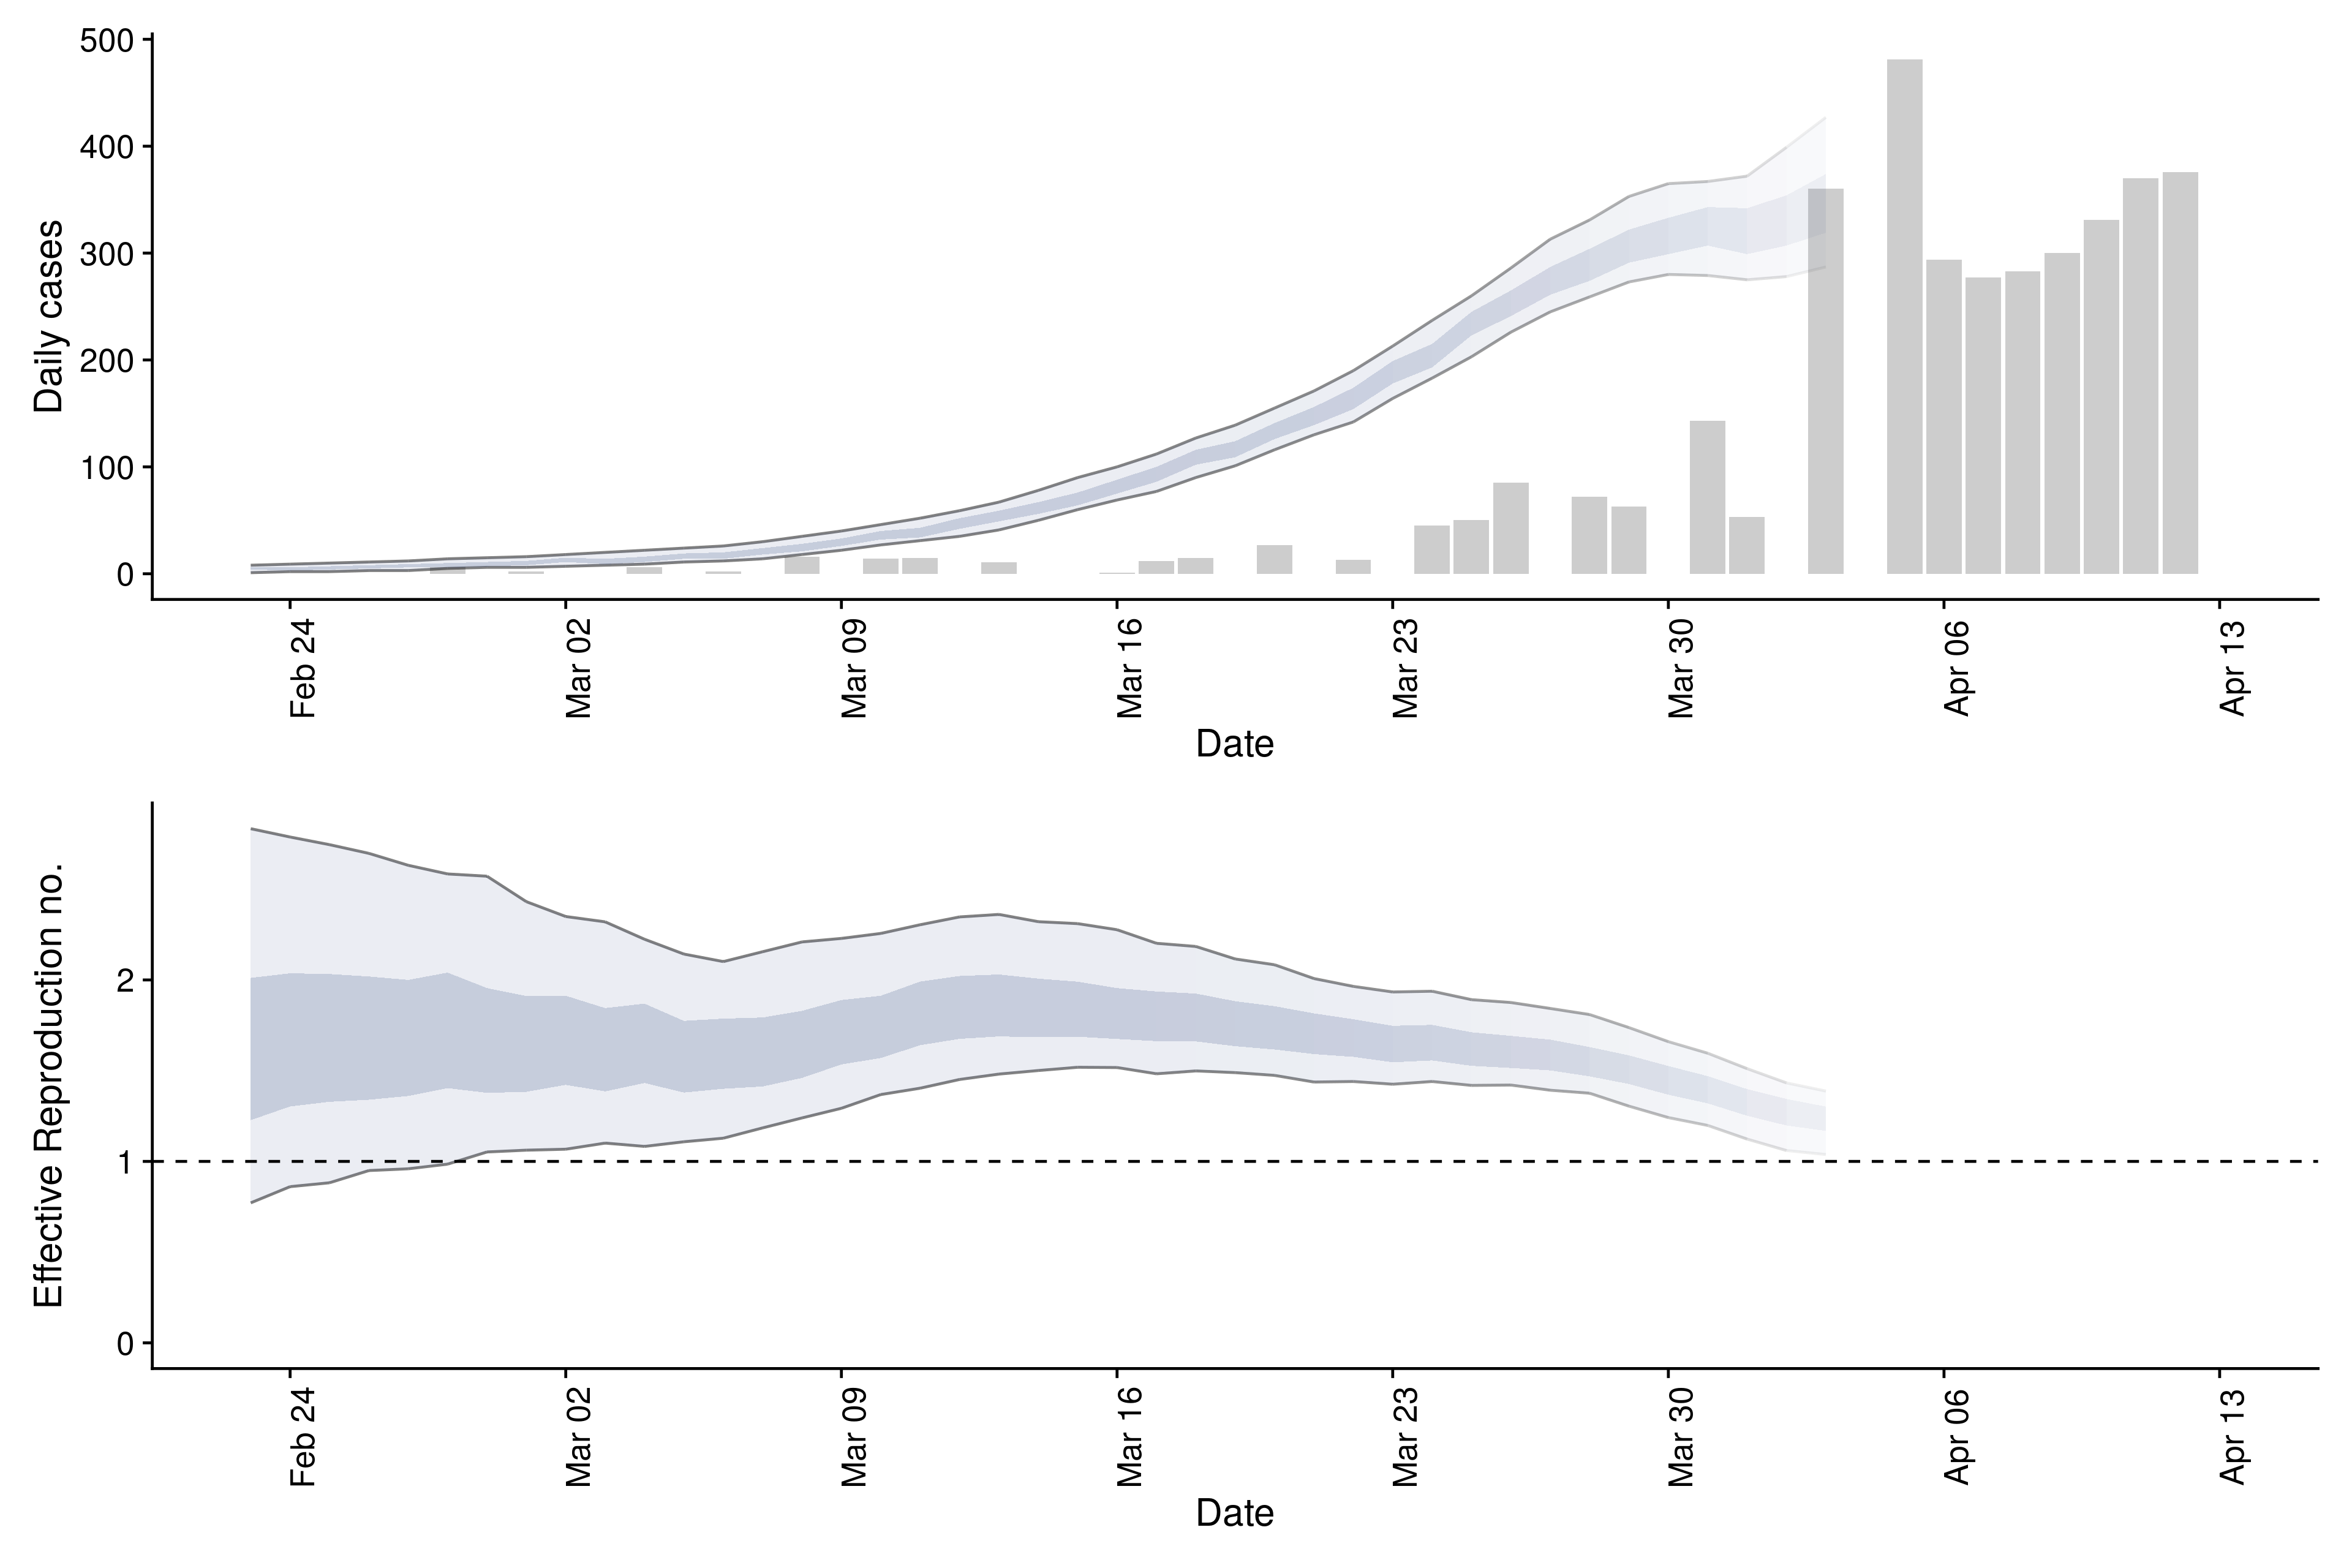 Daily cases
500
400
300
200
100
0
Feb 24
Mar 02
Mar 09
Mar 16
Mar 23
Mar 30
Apr 06
Apr 13
Date
Effective Reproduction no.
2
1
0
Feb 24
Mar 02
Mar 09
Mar 16
Mar 23
Mar 30
Apr 06
Apr 13
Date